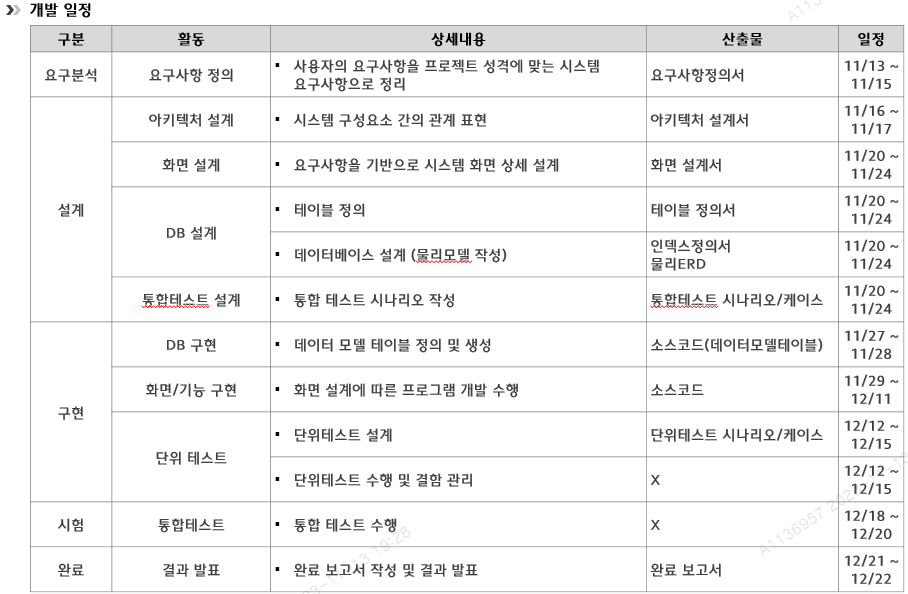 개발 일정
구분 활동 상세내용 산출물 일정
요구분석 요구사항 정의 ▪ 사용자의 요구사항을 프로젝트 성격에 맞는 시스템 요구사항정의서 11/13 ~
요구사항으로 정리 11/15
설계 아키텍처 설계 ▪ 시스템 구성요소 간의 관계 표현 아키텍처 설계서 11/16 ~
11/17
화면 설계 ▪ 요구사항을 기반으로 시스템 화면 상세 설계 화면 설계서 11/20 ~
11/24
DB 설계 ▪ 테이블 정의 테이블 정의서 11/20 ~
11/24
▪ 데이터베이스 설계 (물리모델 작성) 인덱스정의서 11/20 ~
물리ERD 11/24
통합테스트 설계 ▪ 통합 테스트 시나리오 작성 통합테스트 시나리오/케이스 11/20 ~
11/24
구현 DB 구현 ▪ 데이터 모델 테이블 정의 및 생성 소스코드(데이터모델테이블) 11/27 ~
11/28
화면/기능 구현 ▪ 화면 설계에 따른 프로그램 개발 수행 소스코드 11/29 ~
12/11
단위 테스트 ▪ 단위테스트 설계 단위테스트 시나리오/케이스 12/12 ~
12/15
▪ 단위테스트 수행 및 결함 관리 X 12/12 ~
12/15
시험 통합테스트 ▪ 통합 테스트 수행 X 12/18 ~
12/20
완료 결과 발표 ▪ 완료 보고서 작성 및 결과 발표 완료 보고서 12/21 ~
12/22
A1136957
19:28